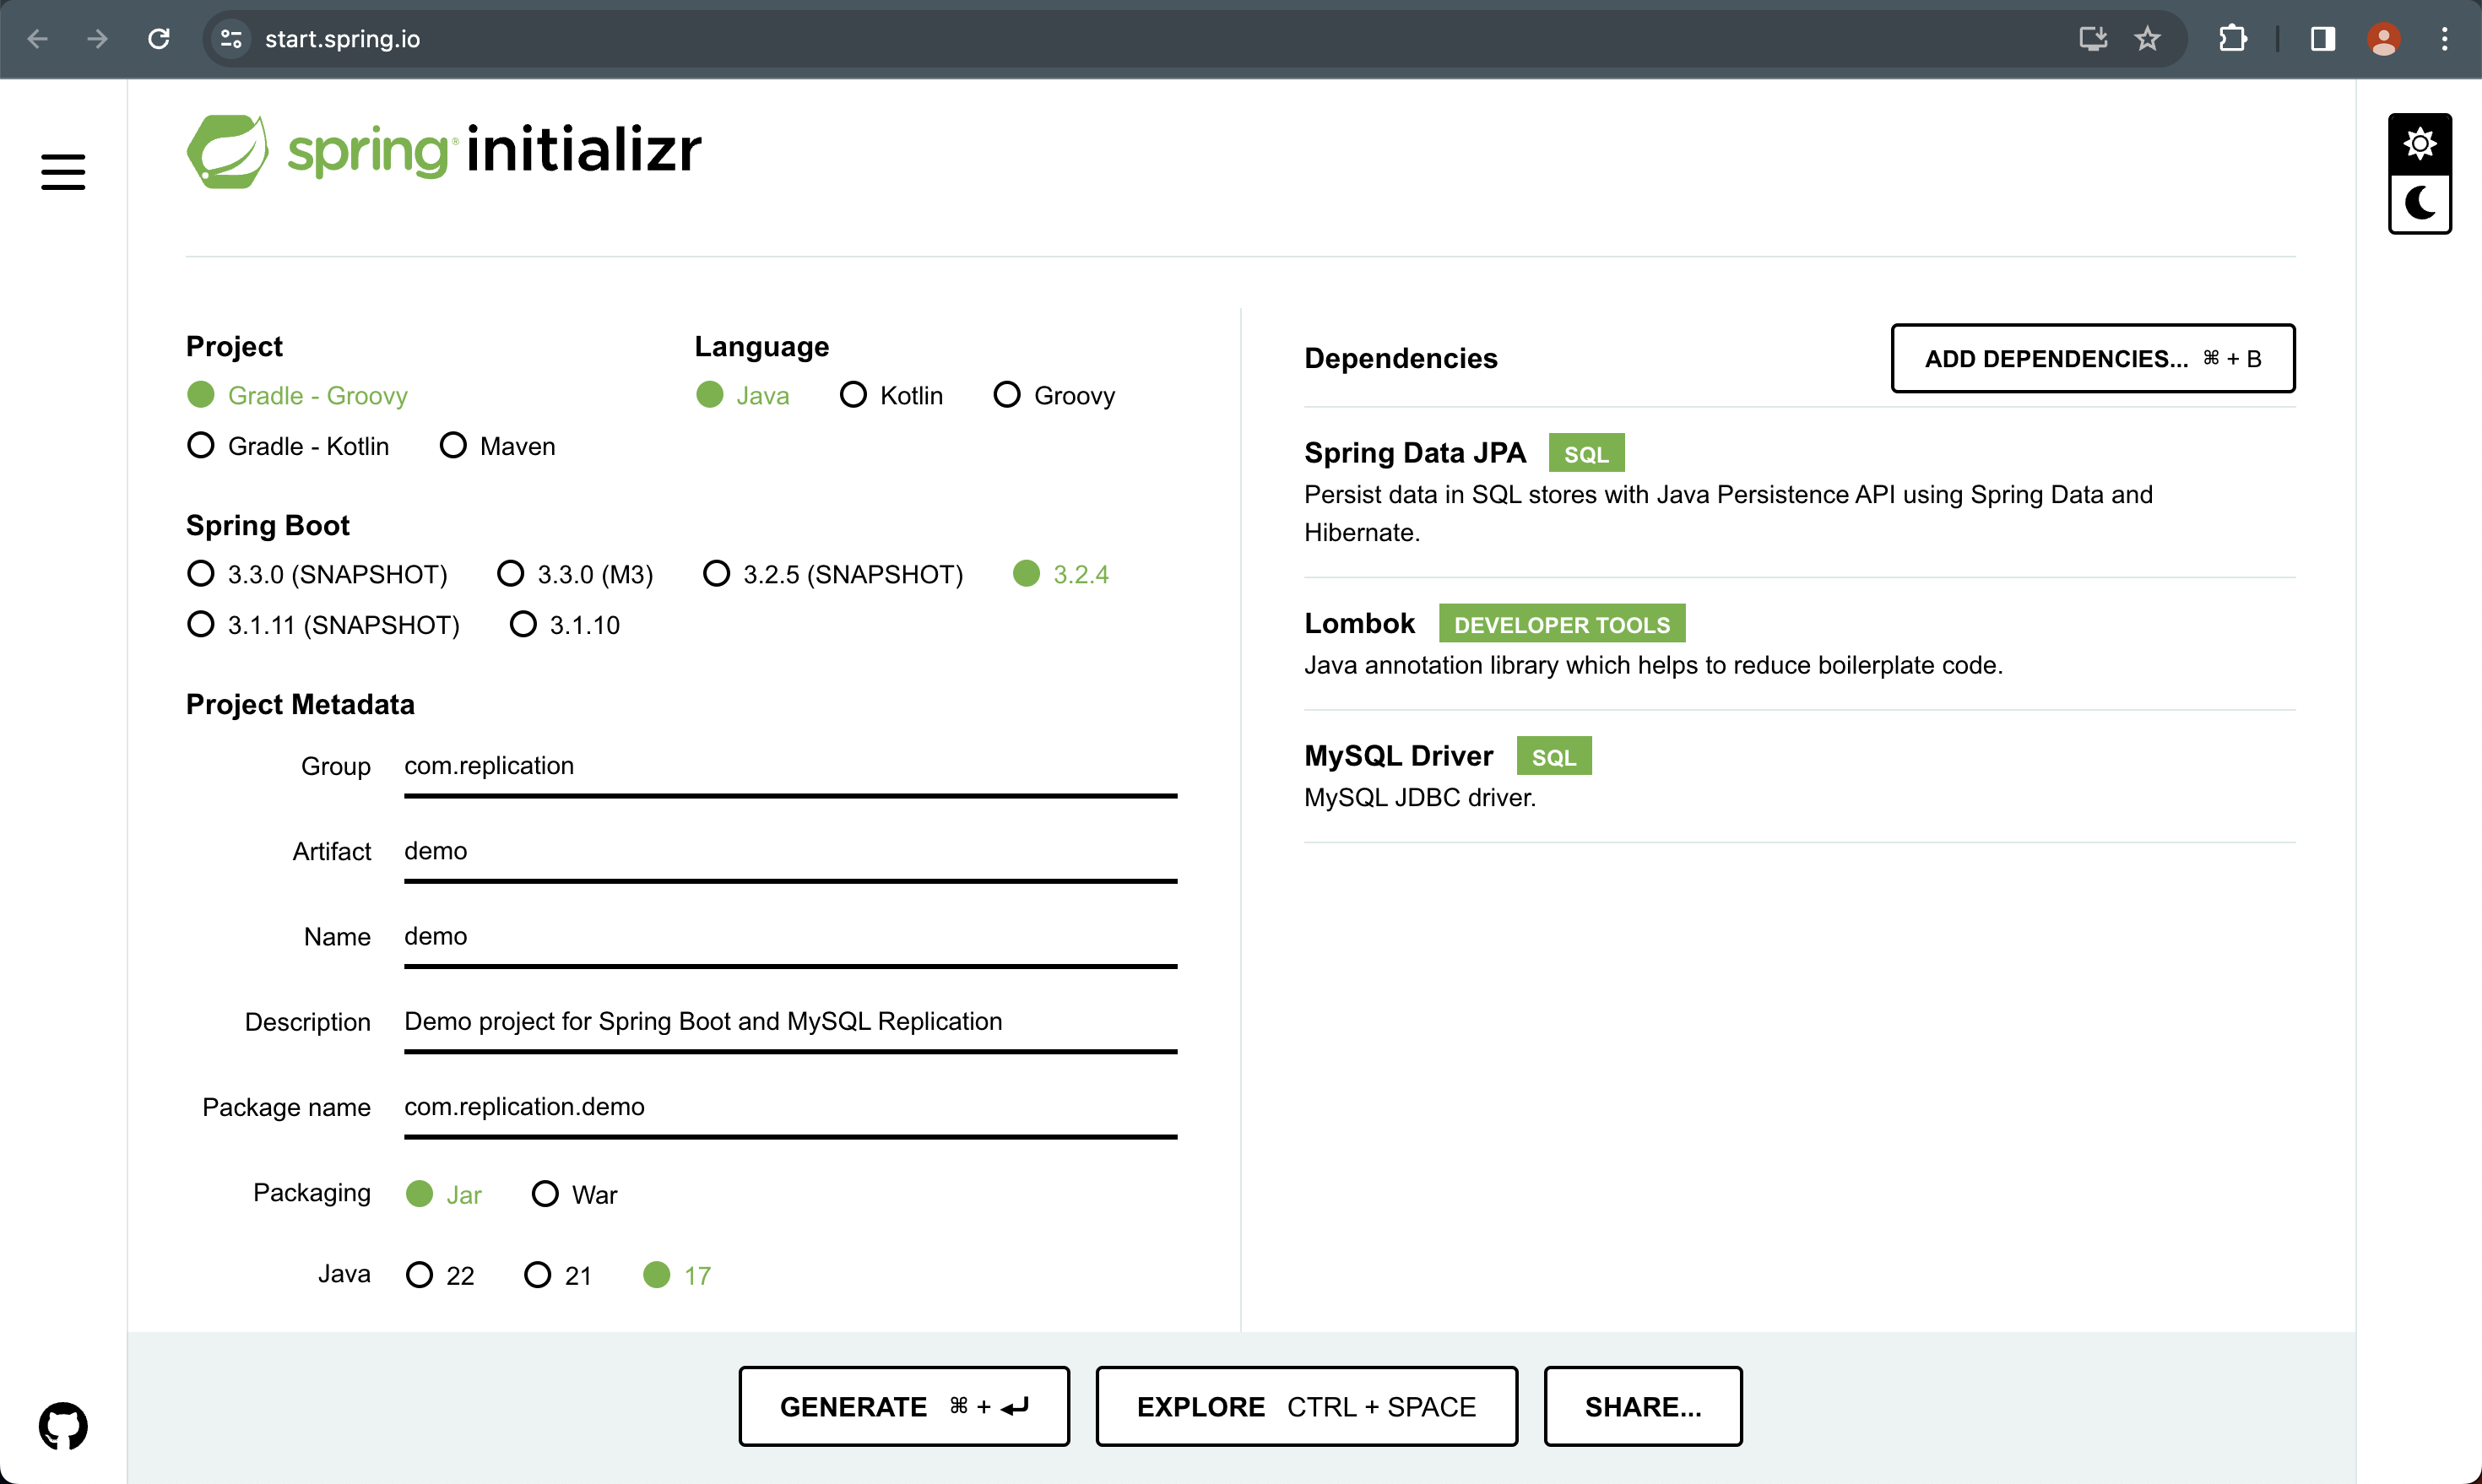 start.spring.io
spring initializr
Project
Gradle - Groovy
Gradle - Kotlin Maven
Language
Java Kotlin Groovy
Spring Boot
3.3.0 (SNAPSHOT) 3.3.0 (M3) 3.2.5 (SNAPSHOT) 3.2.4
3.1.11 (SNAPSHOT) 3.1.10
Project Metadata
Group com.replication
Artifact demo
Name demo
Description Demo project for Spring Boot and MySQL Replication
Package name com.replication.demo
Packaging Jar War
Java 22 21 17
Dependencies ADD DEPENDENCIES... ⌘ + B
Spring Data JPA SQL
Persist data in SQL stores with Java Persistence API using Spring Data and
Hibernate.
Lombok DEVELOPER TOOLS
Java annotation library which helps to reduce boilerplate code.
MySQL Driver SQL
MySQL JDBC driver.
GENERATE ⌘ + ⏎ EXPLORE CTRL + SPACE SHARE...